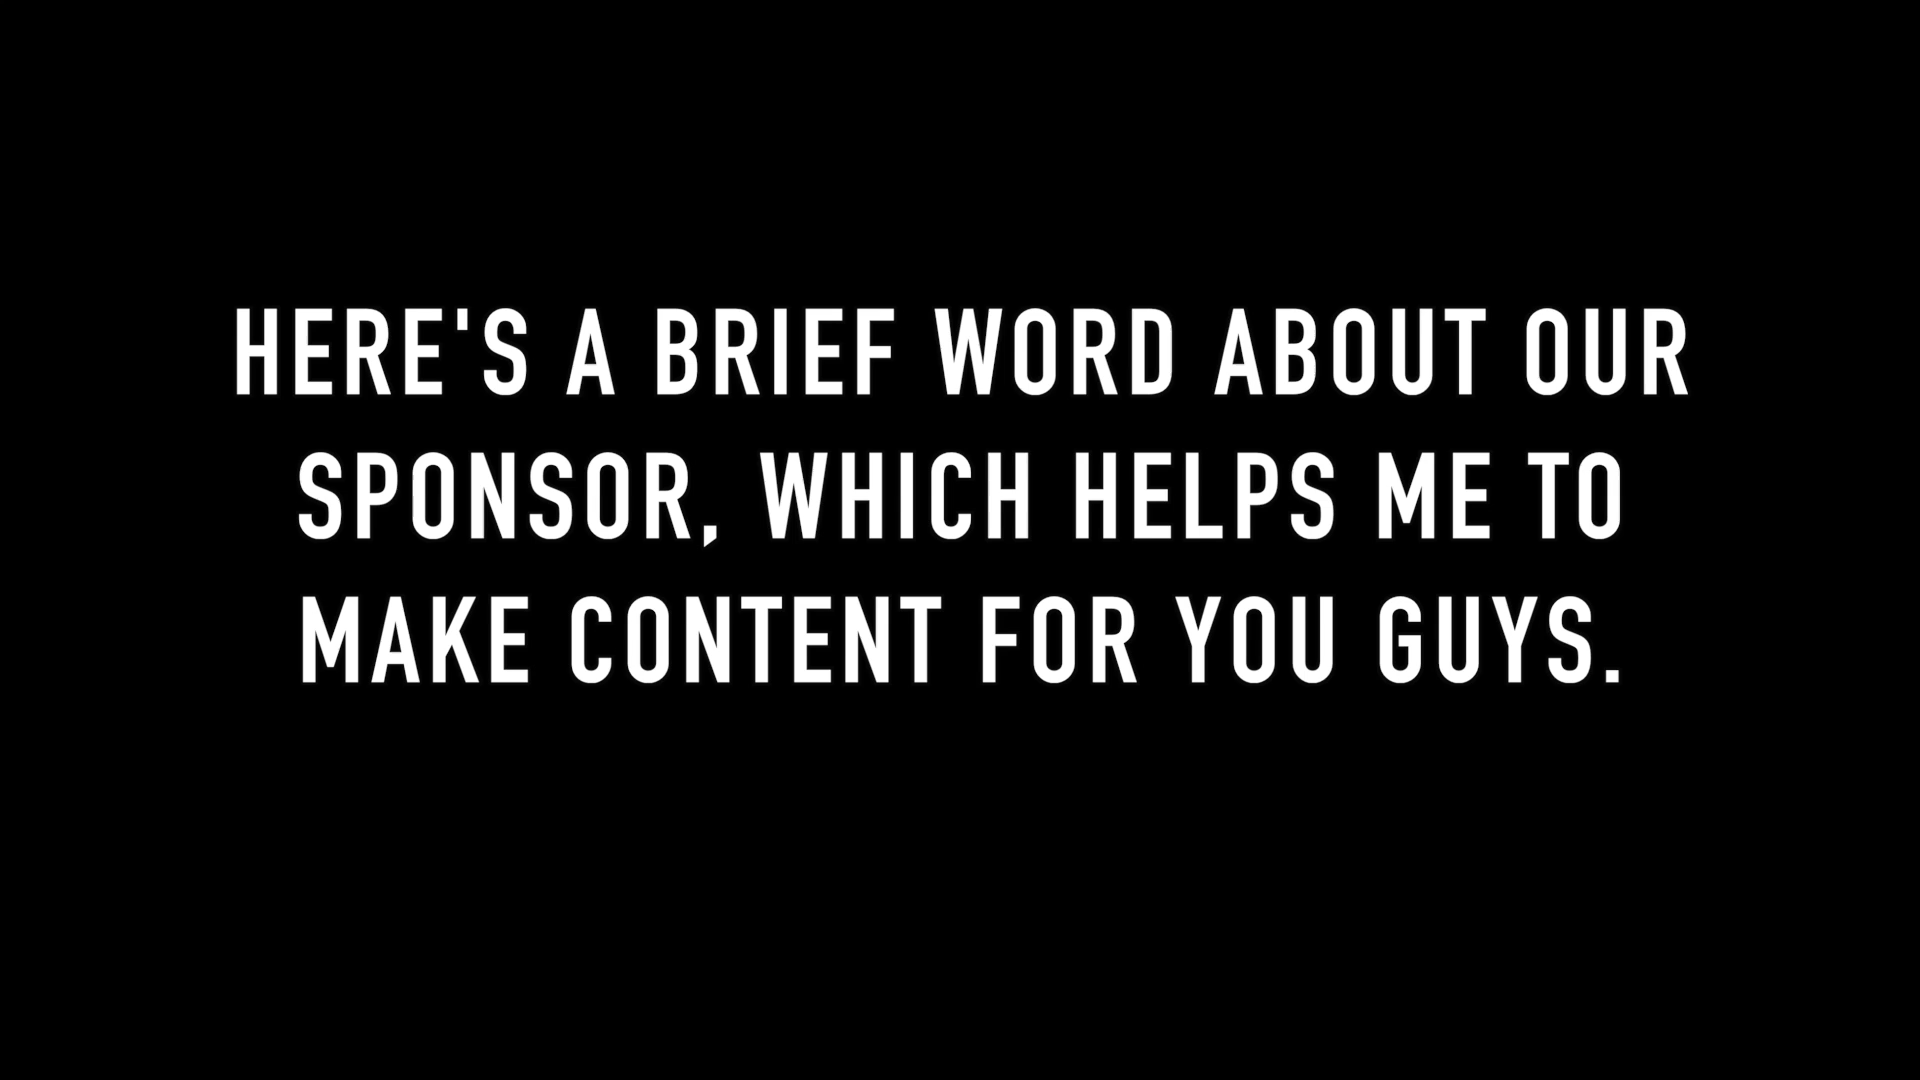 HERE'S A BRIEF WORD ABOUT OUR
SPONSOR, WHICH HELPS ME TO
MAKE CONTENT FOR YOU GUYS.